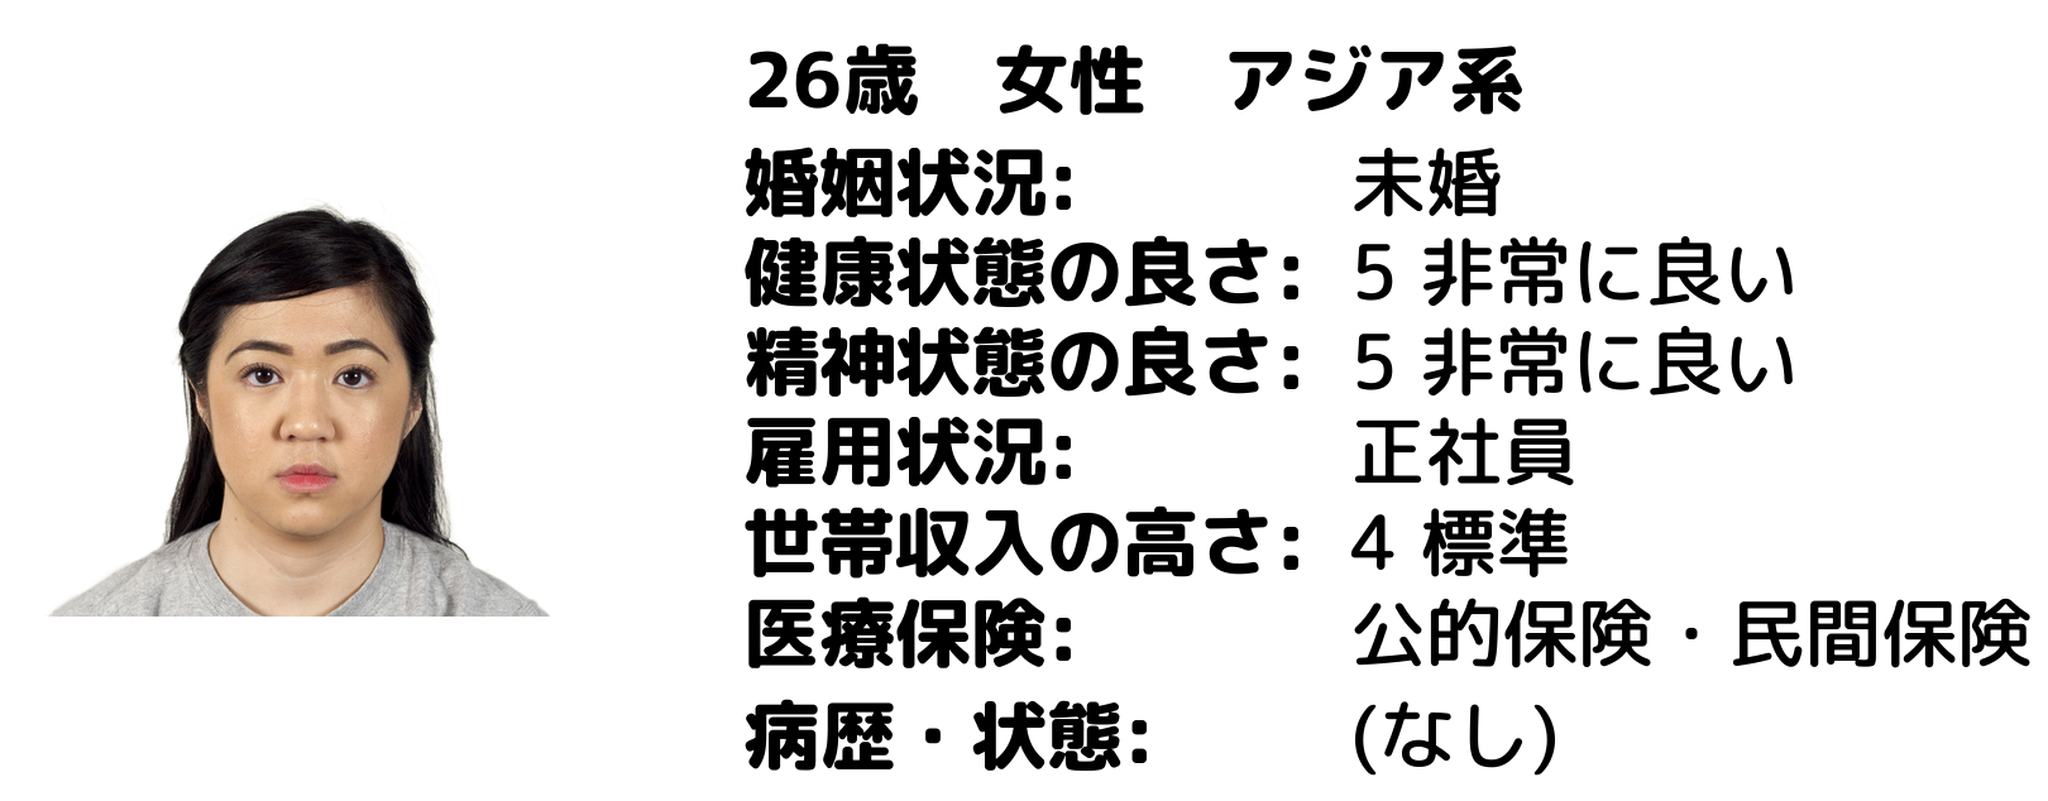 26歳　女性　アジア系
婚姻状況: 未婚
健康状態の良さ: 5 非常に良い
精神状態の良さ: 5 非常に良い
雇用状況: 正社員
世帯収入の高さ: 4 標準
医療保険: 公的保険・民間保険
病歴・状態: (なし)